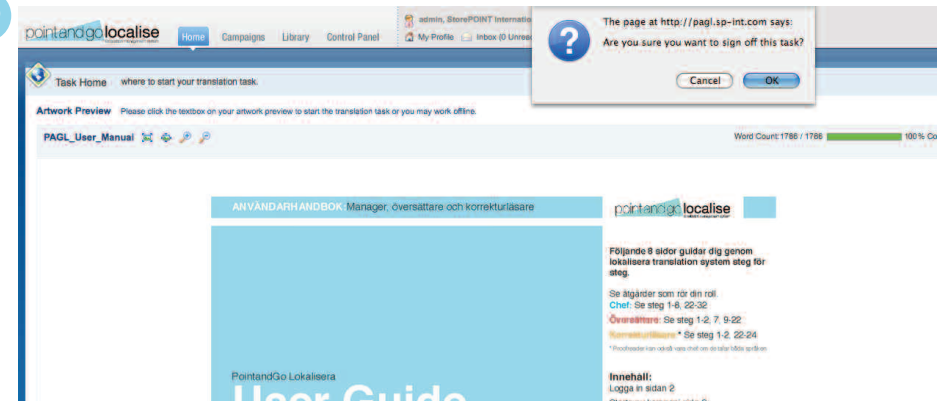 pointandgolocalise
Home Campaigns Library Control Panel
admin, StorePOINT Internatio
My Profile Inbox (0 Unrea
The page at http://pagl.sp-int.com says:
Are you sure you want to sign off this task?
Cancel OK
Task Home where to start your translation task.
Artwork Preview Please click the textbox on your artwork preview to start the translation task or you may work offline.
PAGL_User_Manual
Word Count: 1786 / 1786 100% Co
ANVÄNDARHANDBOK: Manager, översättare och korrekturläsare
pointandgolocalise
Följande 8 sidor guidar dig genom
lokalisera translation system steg för
steg.
Se åtgärder som rör din roll.
Chef: Se steg 1-8, 22-32
Översättare: Se steg 1-2, 7, 9-22
Korrekturläsare:* Se steg 1-2, 22-24
PointandGo Lokalisera
User Guide
Innehåll:
Logga in sidan 2